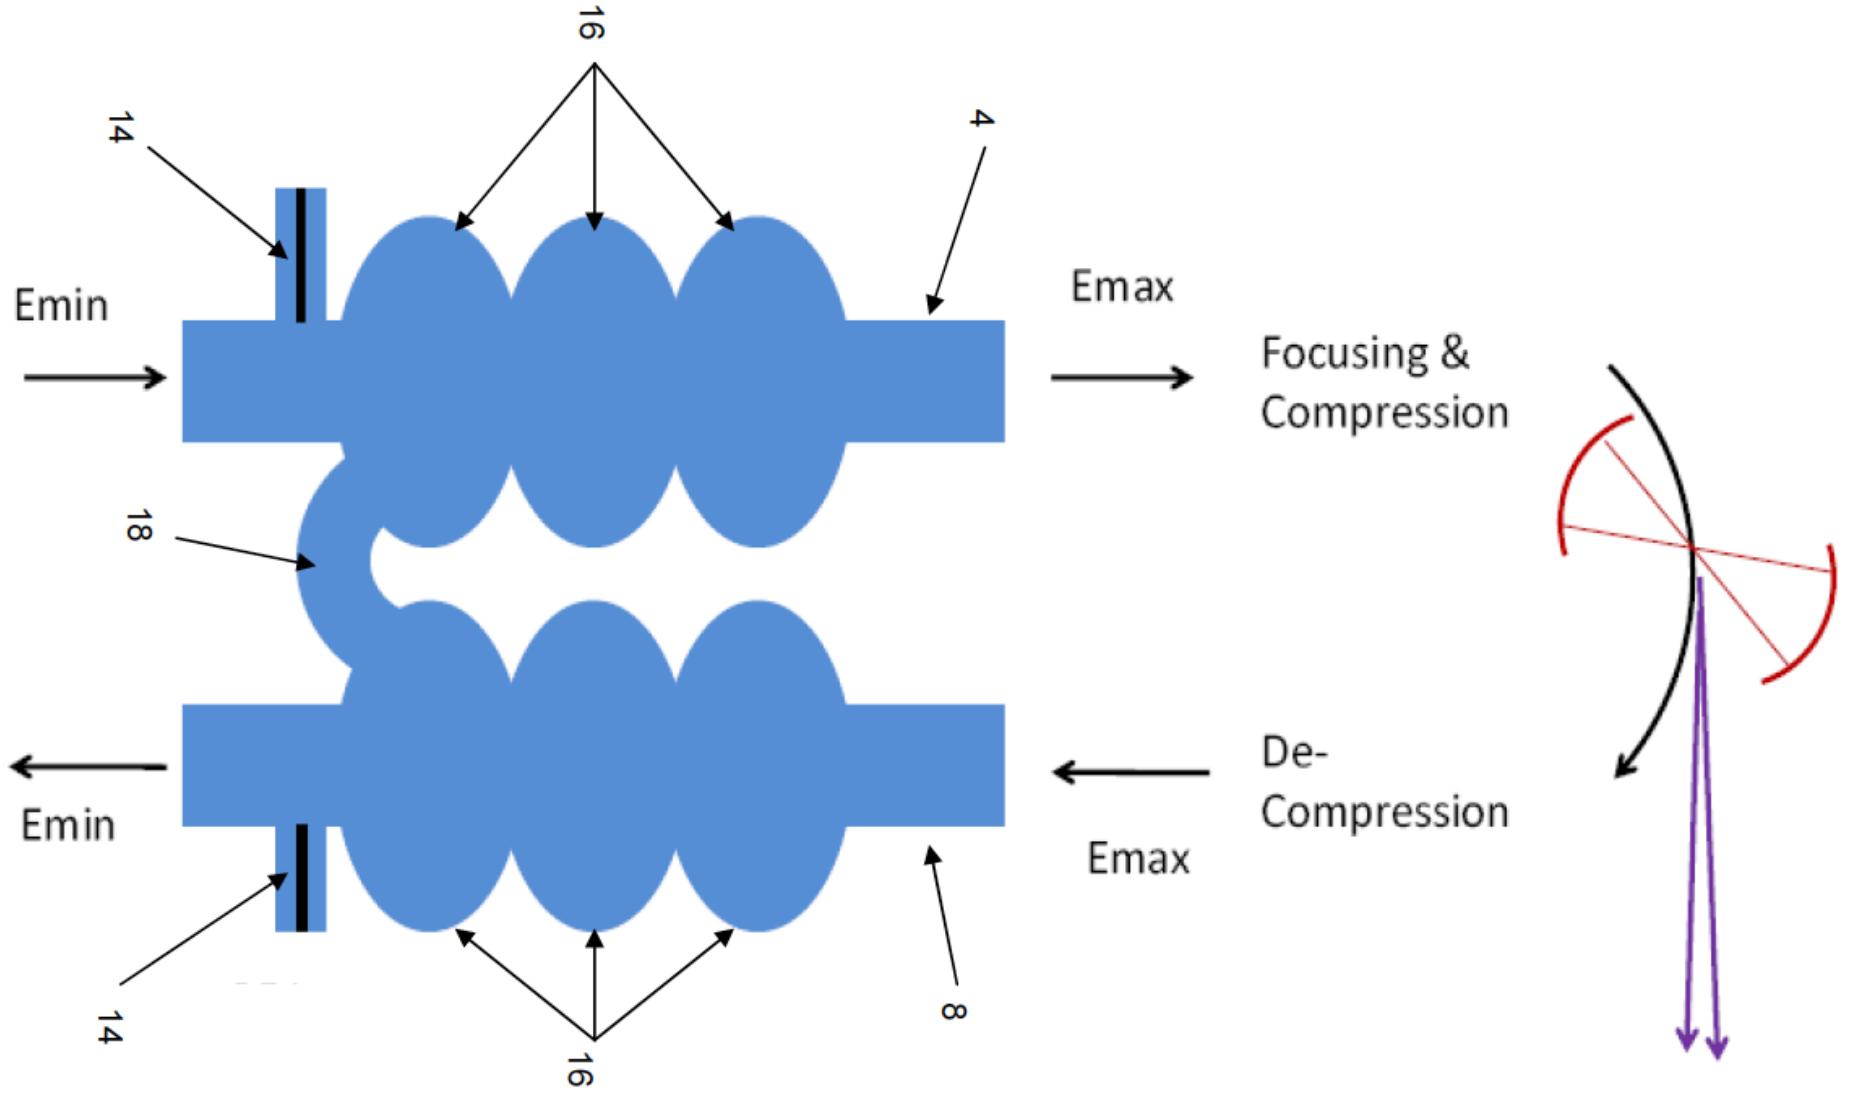 16
14
4
Emin
Emax
Focusing &
Compression
18
De-
Compression
Emin
Emax
14
8
16